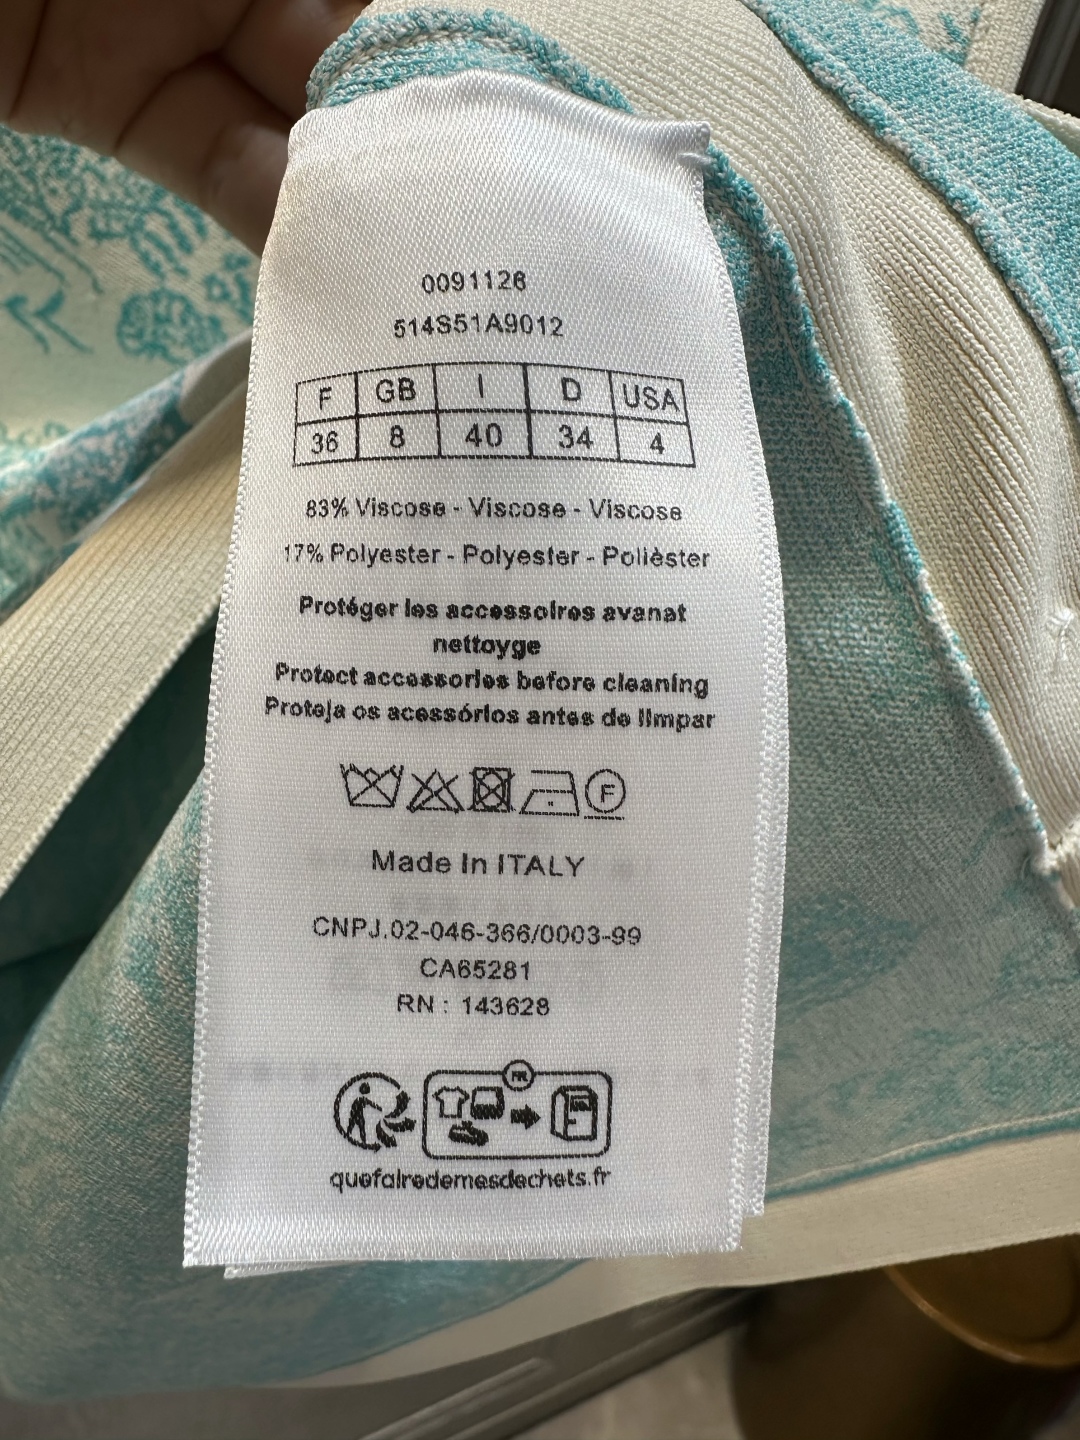 0091126
514S51A9012
F GB I D USA
36 8 40 34 4
83% Viscose - Viscose - Viscose
17% Polyester - Polyester - Polièster
Protéger les accessoires avanat
nettoyge
Protect accessories before cleaning
Proteja os acessórios antes de limpar
F
Made In ITALY
CNPJ.02-046-366/0003-99
CA65281
RN : 143628
FR
quefairedemesdechets.fr